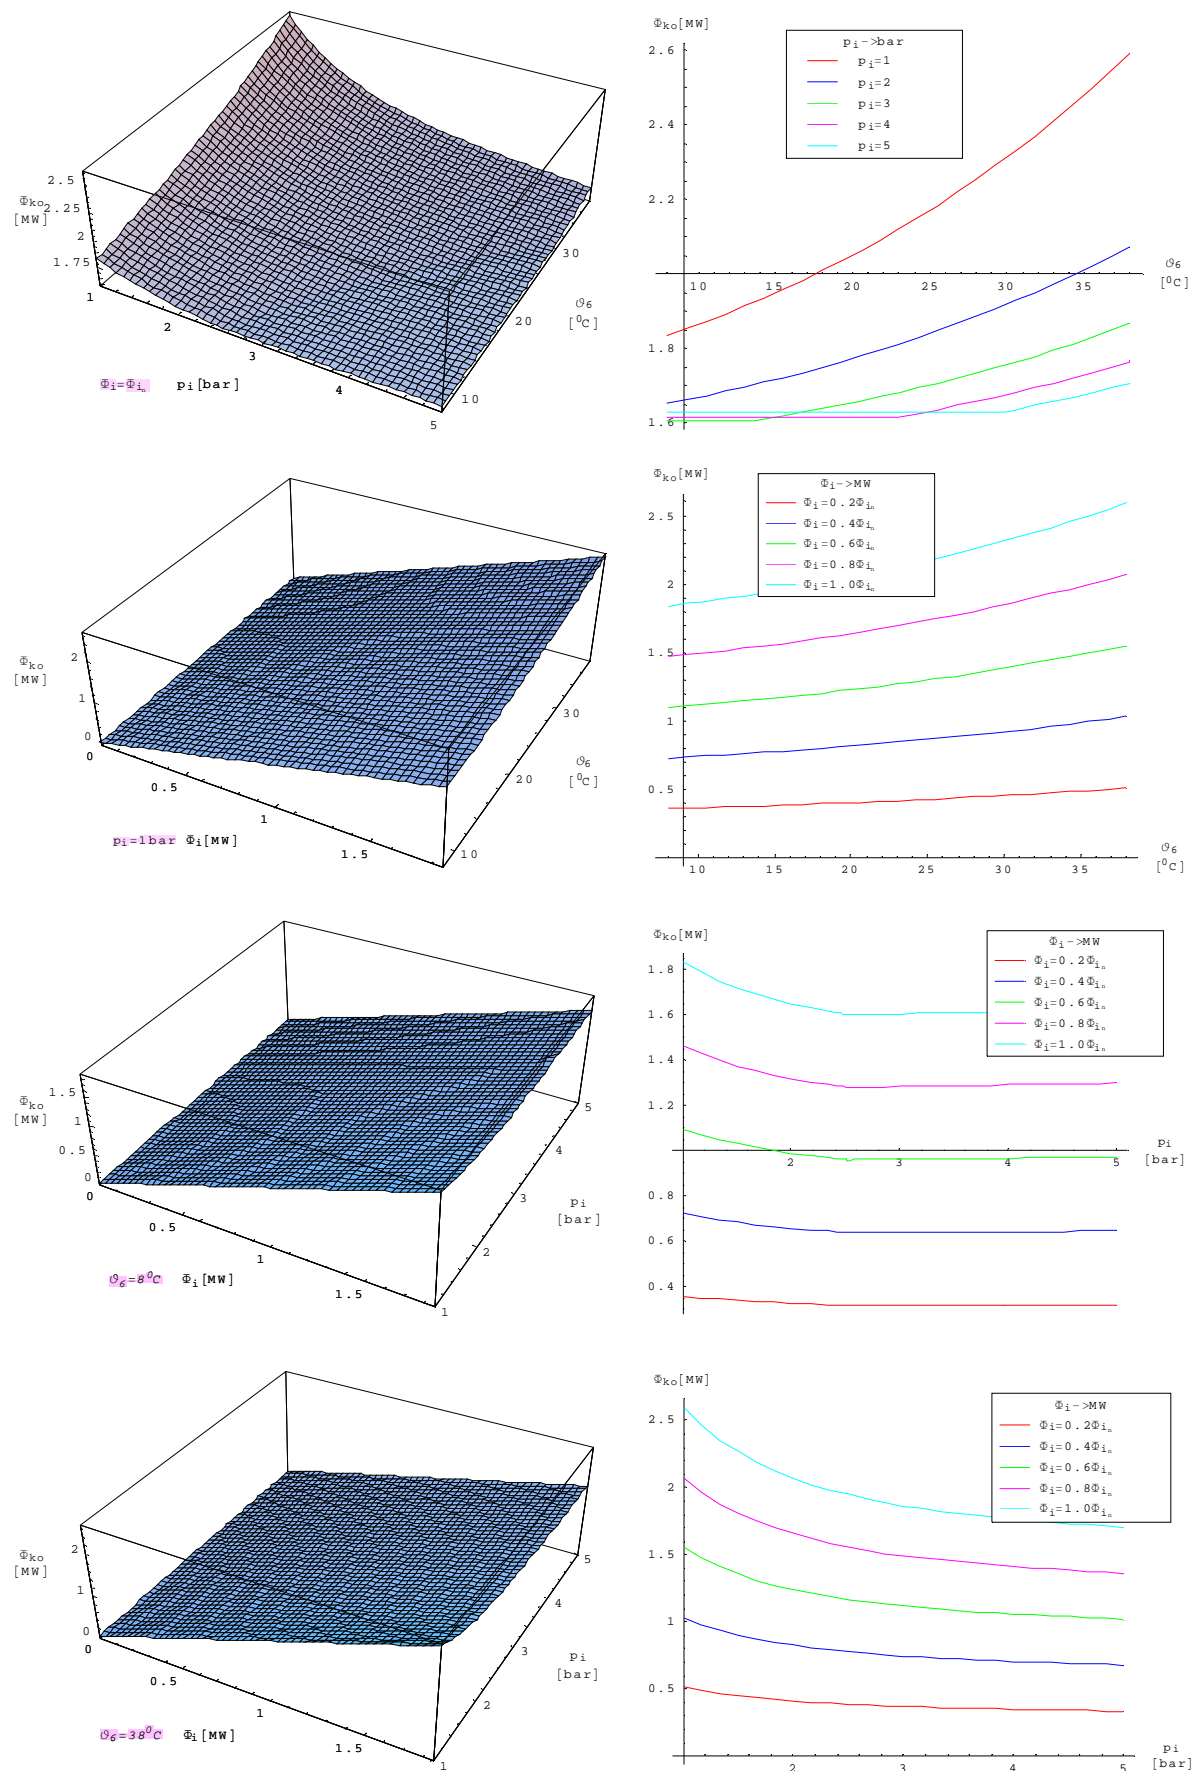 2.5
Φko
2.25
[MW]
2
1.75
1
2
3
4
5
10
20
30
ϑ6
[0C]
Φi=Φin pi[bar]
Φko[MW]
2.6
2.4
2.2
1.8
1.6
10 15 20 25 30 35
ϑ6
[0C]
pi->bar
pi=1
pi=2
pi=3
pi=4
pi=5
Φko
[MW]
2
1
0
0
0.5
1
1.5
10
20
30
ϑ6
[0C]
pi=1bar Φi[MW]
Φko[MW]
2.5
2
1.5
1
0.5
10 15 20 25 30 35
ϑ6
[0C]
Φi->MW
Φi=0.2Φin
Φi=0.4Φin
Φi=0.6Φin
Φi=0.8Φin
Φi=1.0Φin
Φko
[MW]
1.5
1
0.5
0
0
0.5
1
1.5
1
2
3
4
5
pi
[bar]
ϑ6=80C Φi[MW]
Φko[MW]
1.8
1.6
1.4
1.2
0.8
0.6
0.4
2 3 4 5
pi
[bar]
Φi->MW
Φi=0.2Φin
Φi=0.4Φin
Φi=0.6Φin
Φi=0.8Φin
Φi=1.0Φin
Φko
[MW]
2
1
0
0
0.5
1
1.5
1
2
3
4
5
pi
[bar]
ϑ6=380C Φi[MW]
Φko[MW]
2.5
2
1.5
1
0.5
2 3 4 5
pi
[bar]
Φi->MW
Φi=0.2Φin
Φi=0.4Φin
Φi=0.6Φin
Φi=0.8Φin
Φi=1.0Φin